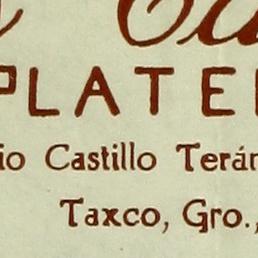 PLATE
io Castillo Terán
Taxco, Gro.,